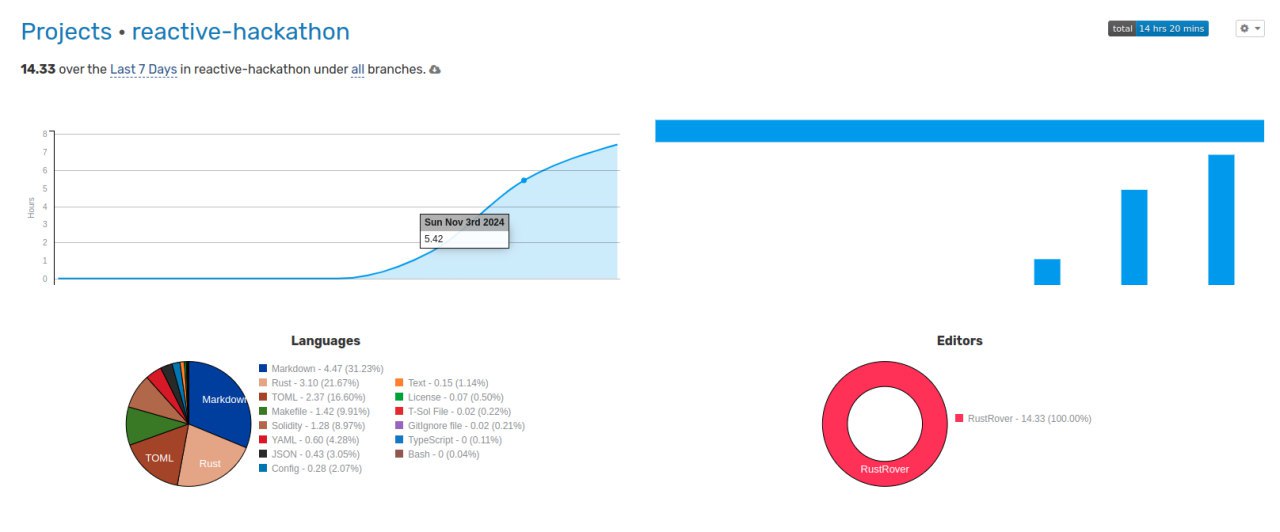 Projects • reactive-hackathon
total 14 hrs 20 mins
14.33 over the Last 7 Days in reactive-hackathon under all branches.
Hours
8
7
6
5
4
3
2
1
0
Sun Nov 3rd 2024
5.42
Languages
Markdown
Rust
TOML
Markdown - 4.47 (31.23%)
Rust - 3.10 (21.67%)
TOML - 2.37 (16.60%)
Makefile - 1.42 (9.91%)
Solidity - 1.28 (8.97%)
YAML - 0.60 (4.28%)
JSON - 0.43 (3.05%)
Config - 0.28 (2.07%)
Text - 0.15 (1.14%)
License - 0.07 (0.50%)
T-Sol File - 0.02 (0.22%)
GitIgnore file - 0.02 (0.21%)
TypeScript - 0 (0.11%)
Bash - 0 (0.04%)
Editors
RustRover
RustRover - 14.33 (100.00%)